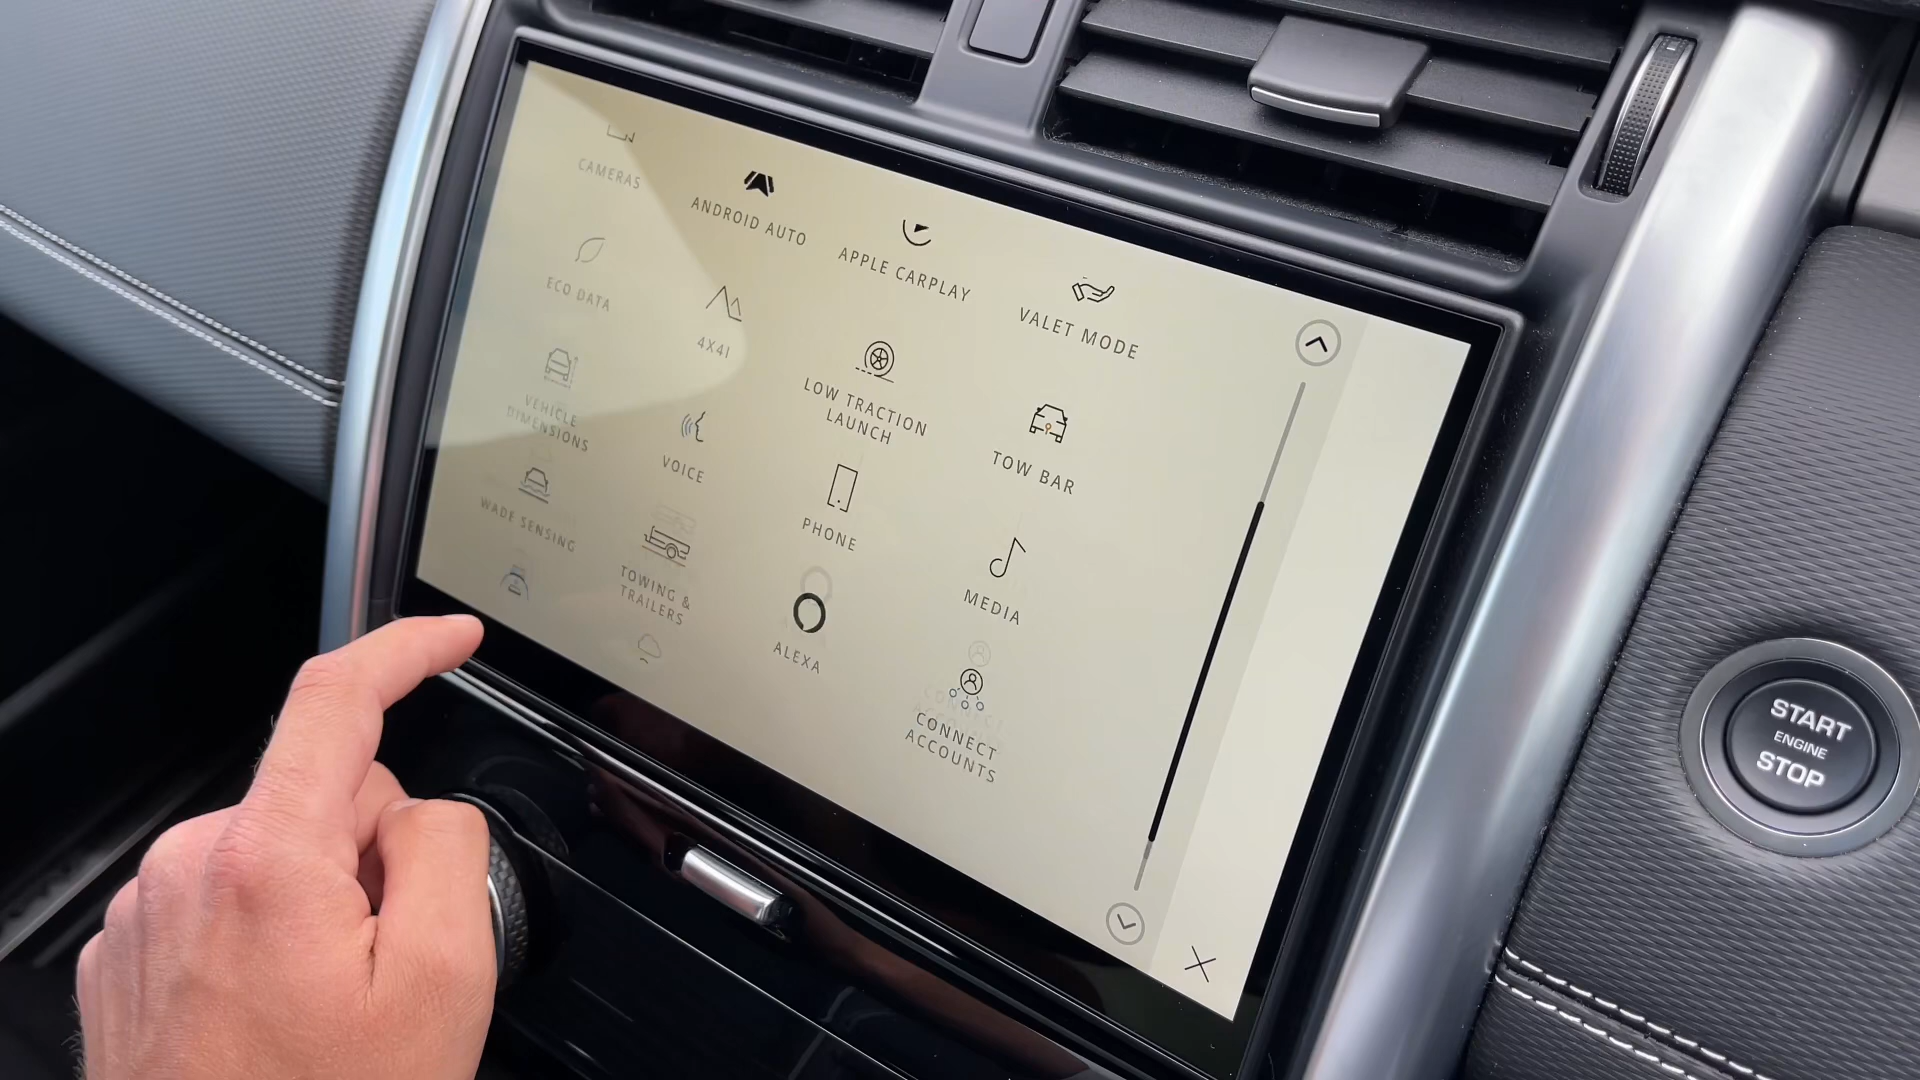 CAMERAS
ANDROID AUTO
APPLE CARPLAY
VALET MODE
ECO DATA
4X4I
LOW TRACTION
LAUNCH
TOW BAR
VEHICLE
DIMENSIONS
VOICE
PHONE
MEDIA
WADE SENSING
TOWING &
TRAILERS
ALEXA
CONNECT
ACCOUNTS
START
ENGINE
STOP